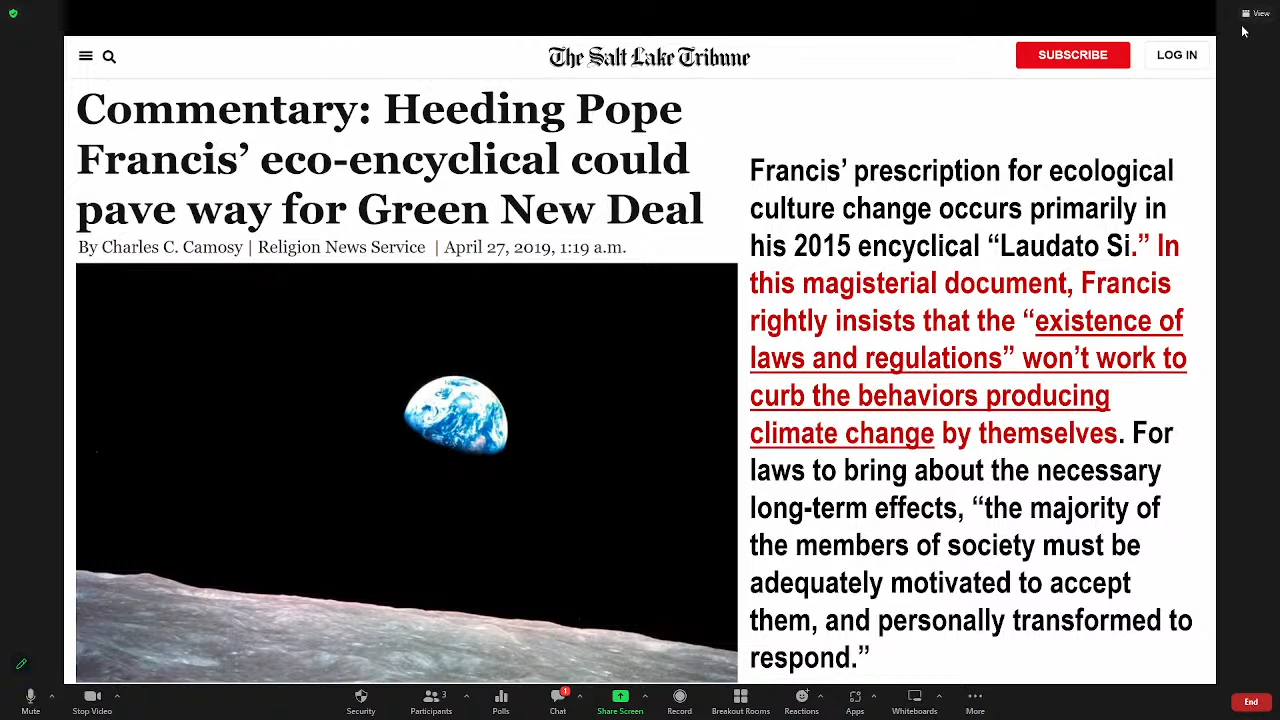 View
The Salt Lake Tribune
SUBSCRIBE
LOG IN
Commentary: Heeding Pope
Francis’ eco-encyclical could
pave way for Green New Deal
By Charles C. Camosy | Religion News Service | April 27, 2019, 1:19 a.m.
Francis’ prescription for ecological
culture change occurs primarily in
his 2015 encyclical “Laudato Si.” In
this magisterial document, Francis
rightly insists that the “existence of
laws and regulations” won’t work to
curb the behaviors producing
climate change by themselves. For
laws to bring about the necessary
long-term effects, “the majority of
the members of society must be
adequately motivated to accept
them, and personally transformed to
respond.”
Mute
Stop Video
Security
3
Participants
Polls
1
Chat
Share Screen
Record
Breakout Rooms
Reactions
Apps
Whiteboards
More
End